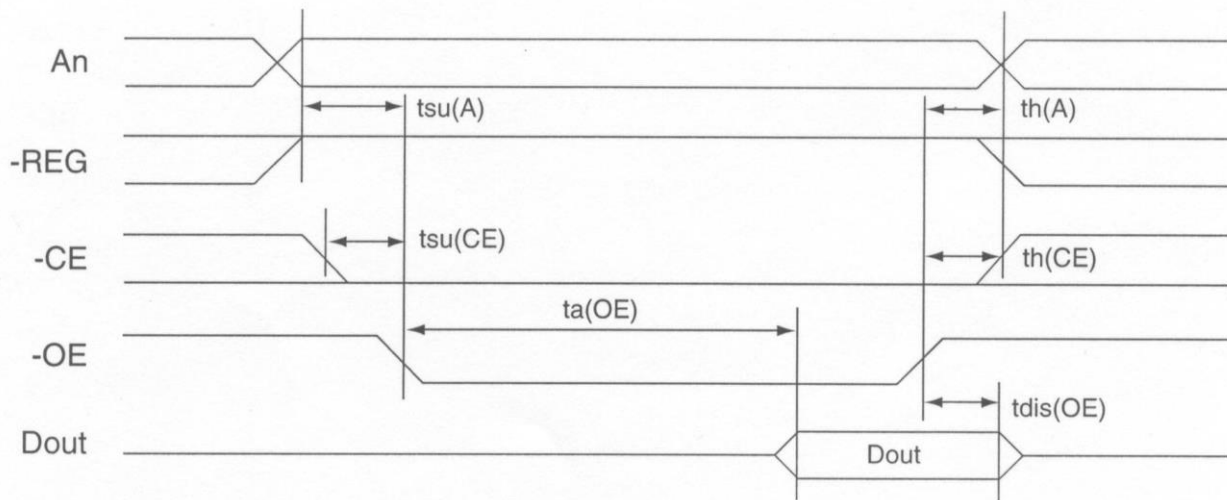 An
tsu(A)
th(A)
-REG
-CE
tsu(CE)
th(CE)
ta(OE)
-OE
tdis(OE)
Dout
Dout